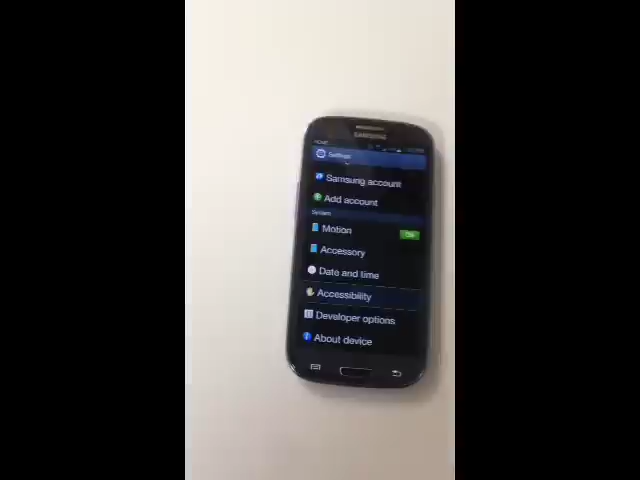 SAMSUNG
Settings
Samsung account
Add account
System
Motion
Accessory
Date and time
Accessibility
Developer options
About device